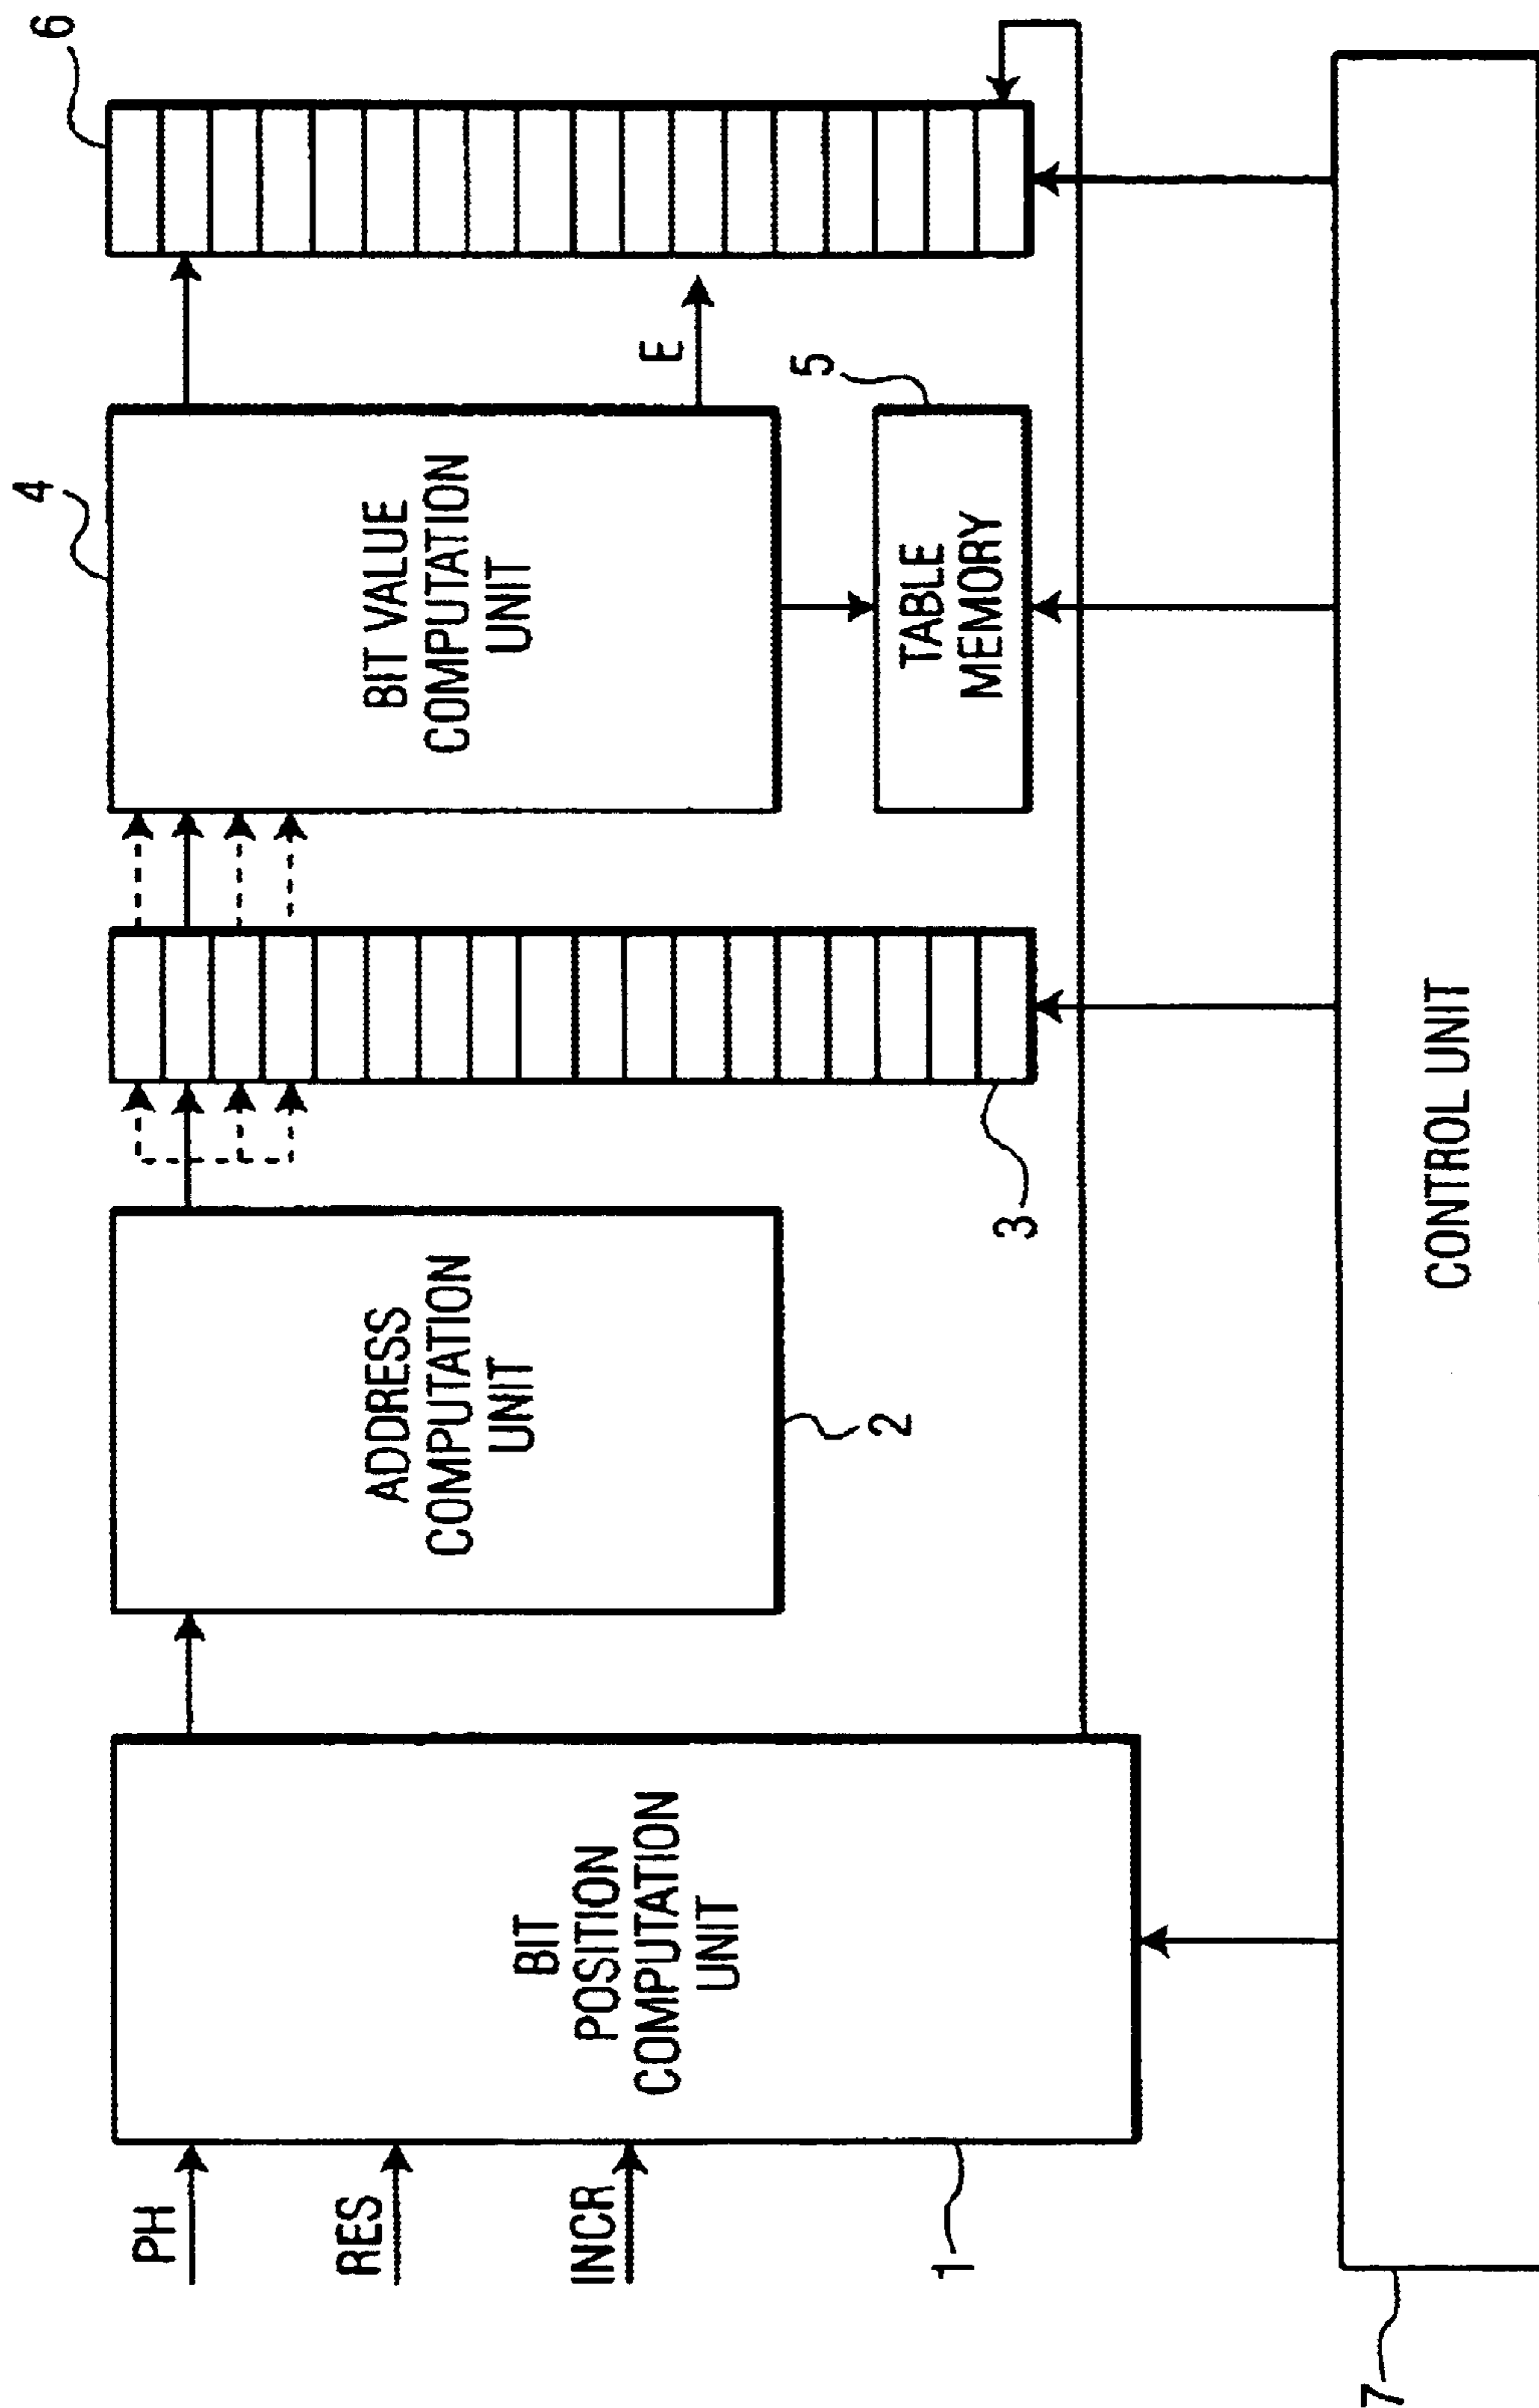 PH
RES
INCR
1
BIT
POSITION
COMPUTATION
UNIT
ADDRESS
COMPUTATION
UNIT
2
3
4
BIT VALUE
COMPUTATION
UNIT
E
5
TABLE
MEMORY
6
7
CONTROL UNIT